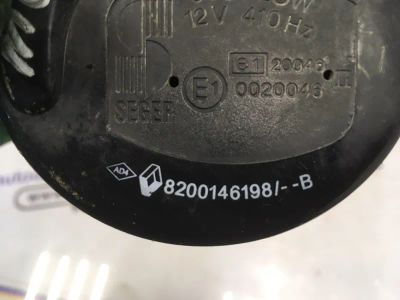 12V 410Hz
e1 20046
E1 0020046
SEGER
ADA 8200146198/--B